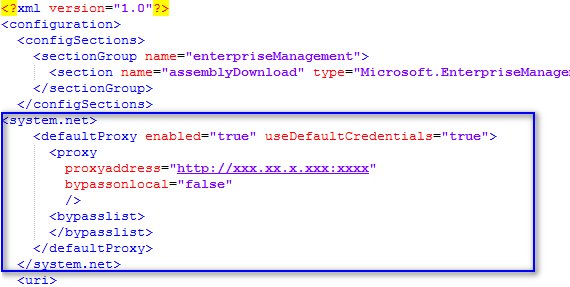 <?xml version="1.0"?>
<configuration>
<configSections>
<sectionGroup name="enterpriseManagement">
<section name="assemblyDownload" type="Microsoft.EnterpriseManage
</sectionGroup>
</configSections>
<system.net>
<defaultProxy enabled="true" useDefaultCredentials="true">
<proxy
proxyaddress="http://xxx.xx.x.xxx:xxxx"
bypassonlocal="false"
/>
<bypasslist>
</bypasslist>
</defaultProxy>
</system.net>
<uri>